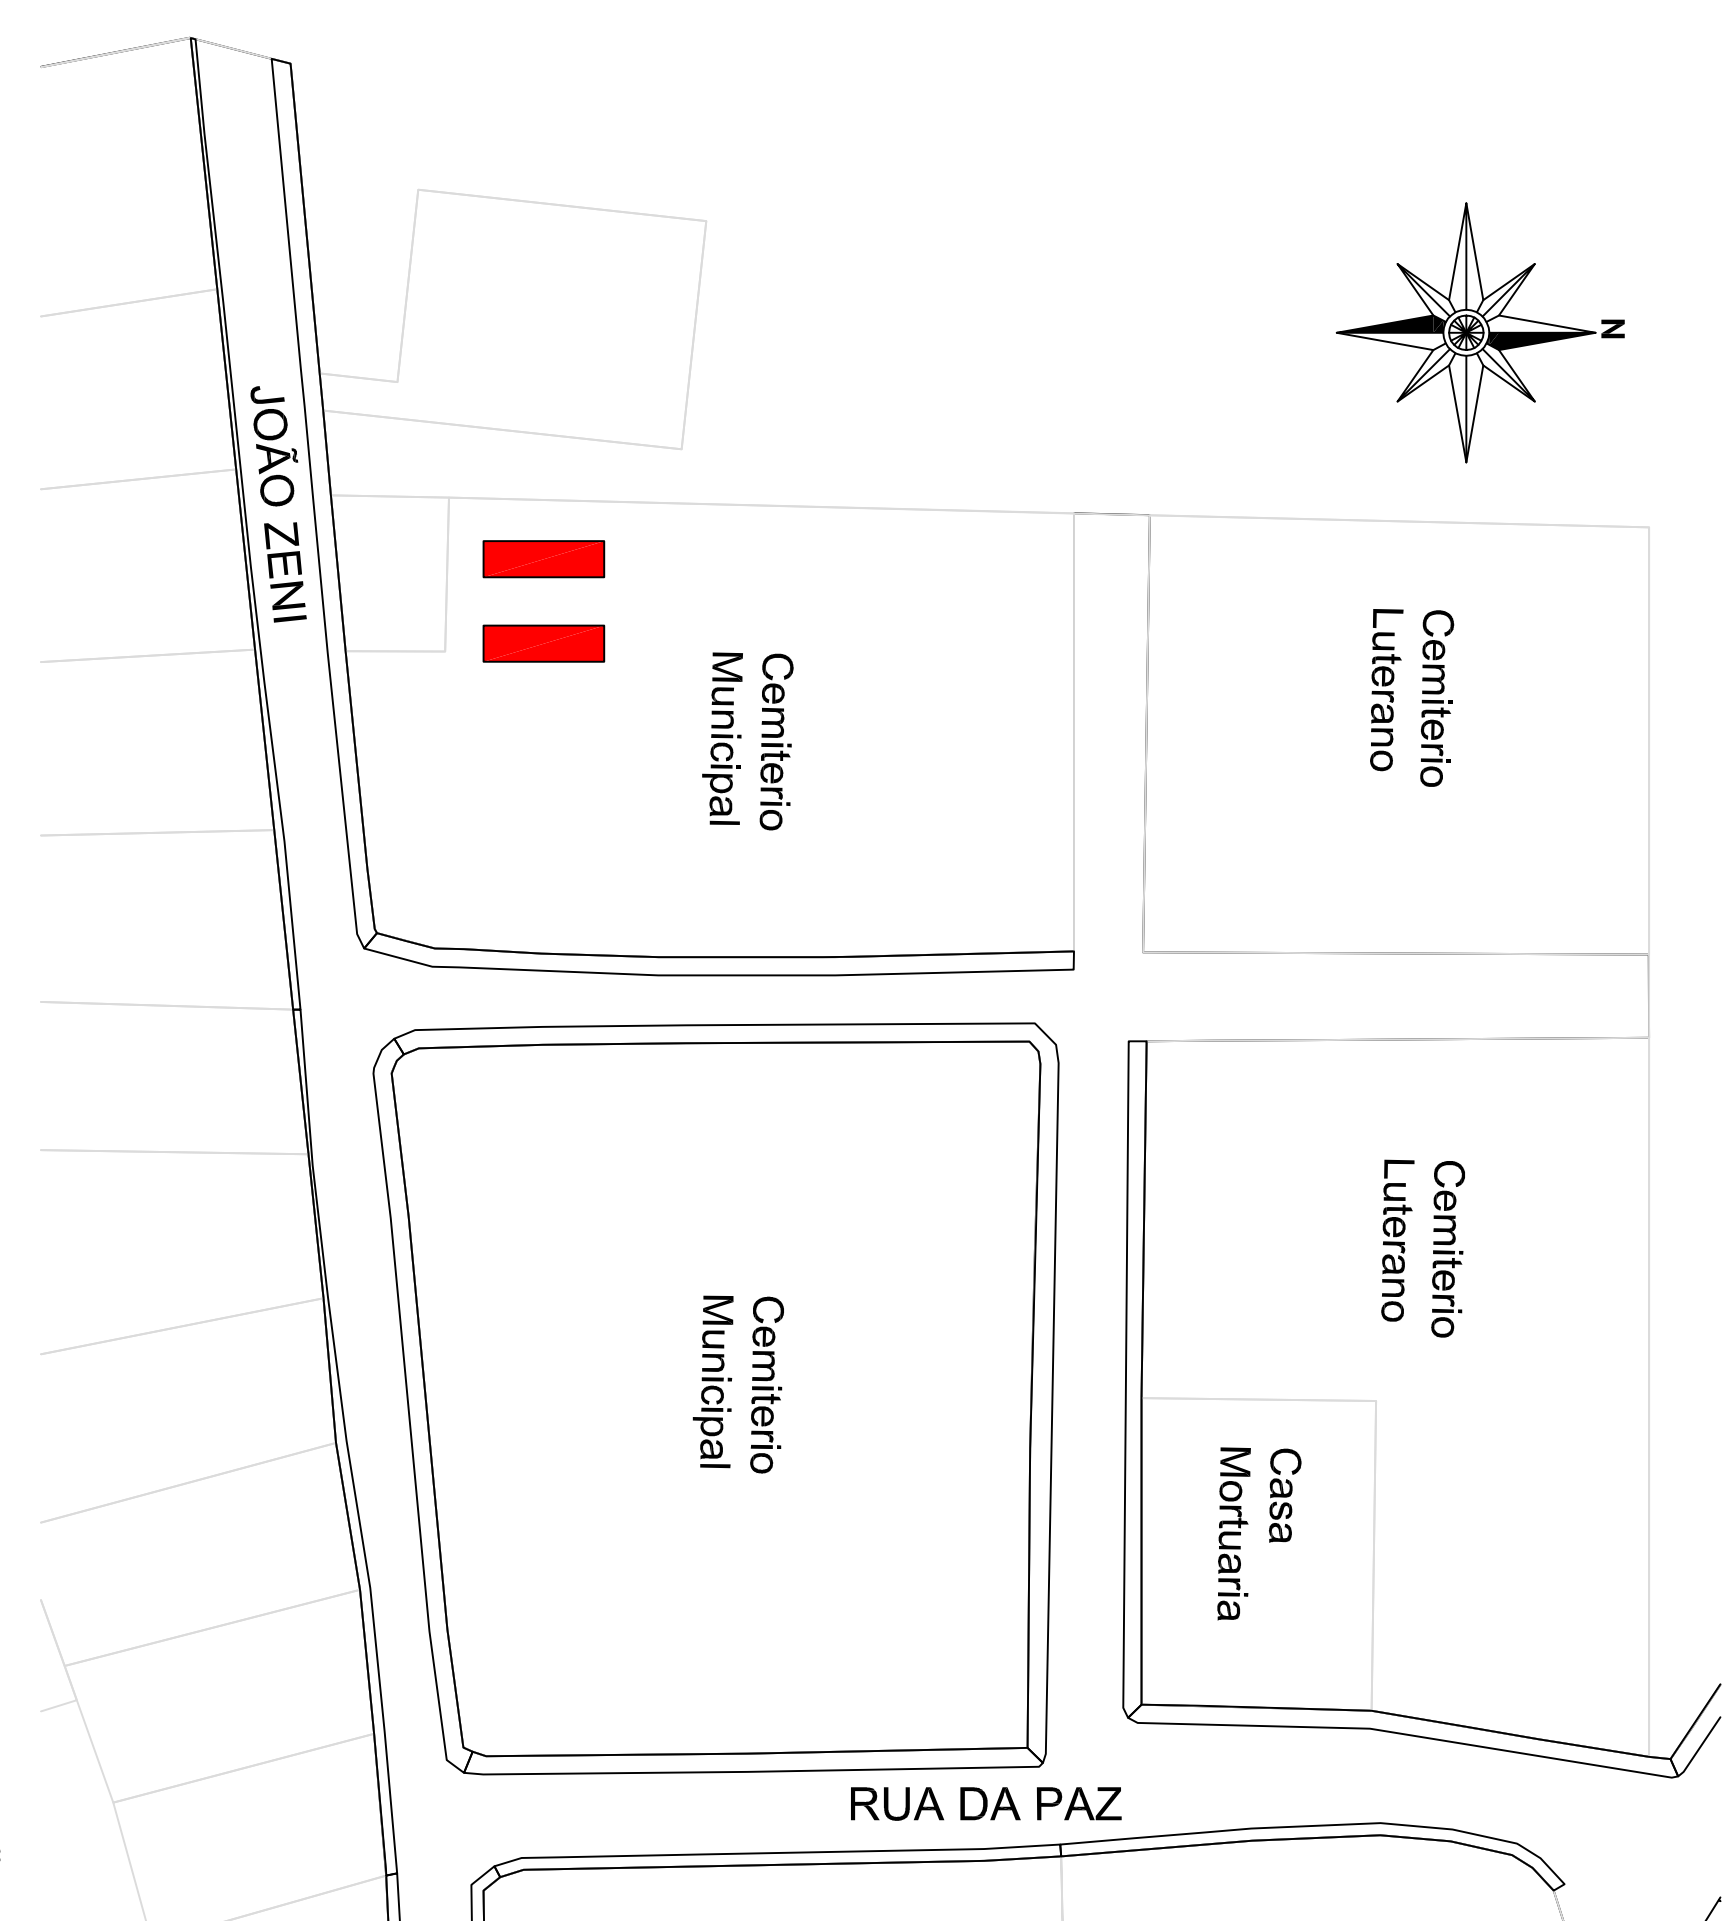 N
JOÃO ZENI
Cemiterio
Municipal
Cemiterio
Luterano
Cemiterio
Municipal
Cemiterio
Luterano
Casa
Mortuaria
RUA DA PAZ